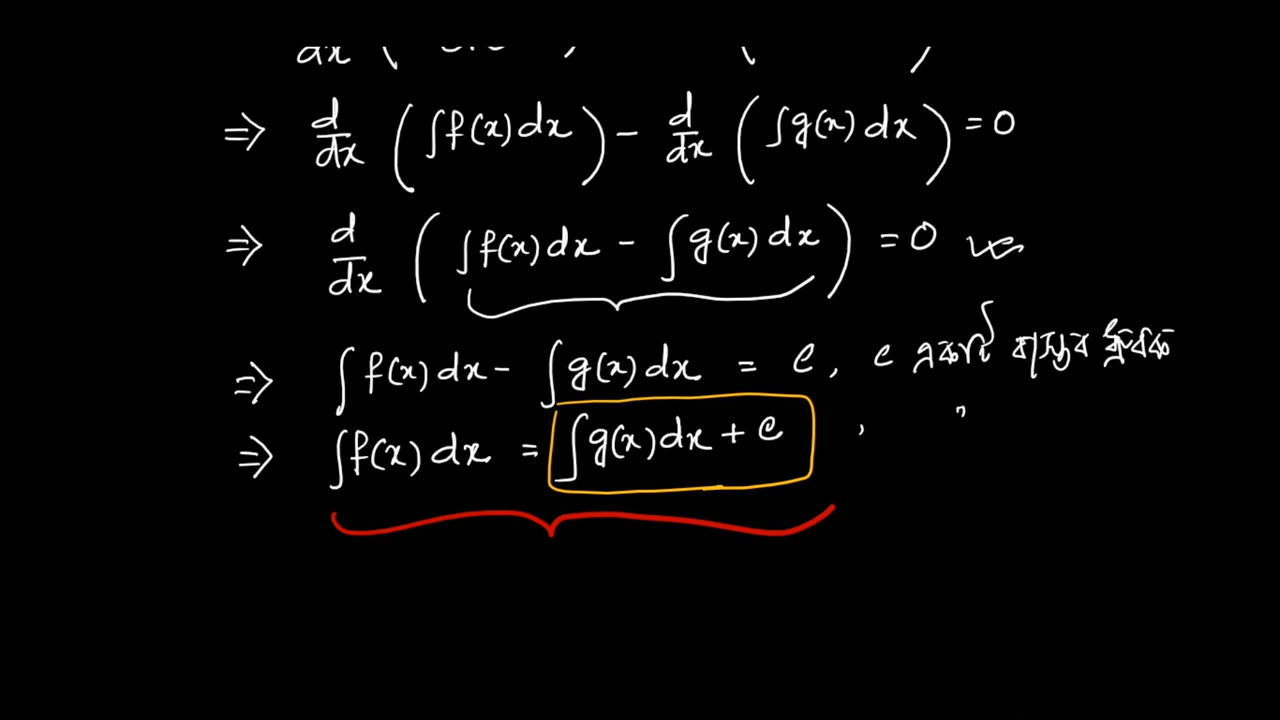 ⇒ d/dx (∫f(x)dx) - d/dx (∫g(x)dx) = 0
⇒ d/dx (∫f(x)dx - ∫g(x)dx) = 0
⇒ ∫f(x)dx - ∫g(x)dx = c, c একটি বাস্তব ধ্রুবক
⇒ ∫f(x)dx = ∫g(x)dx + c , "